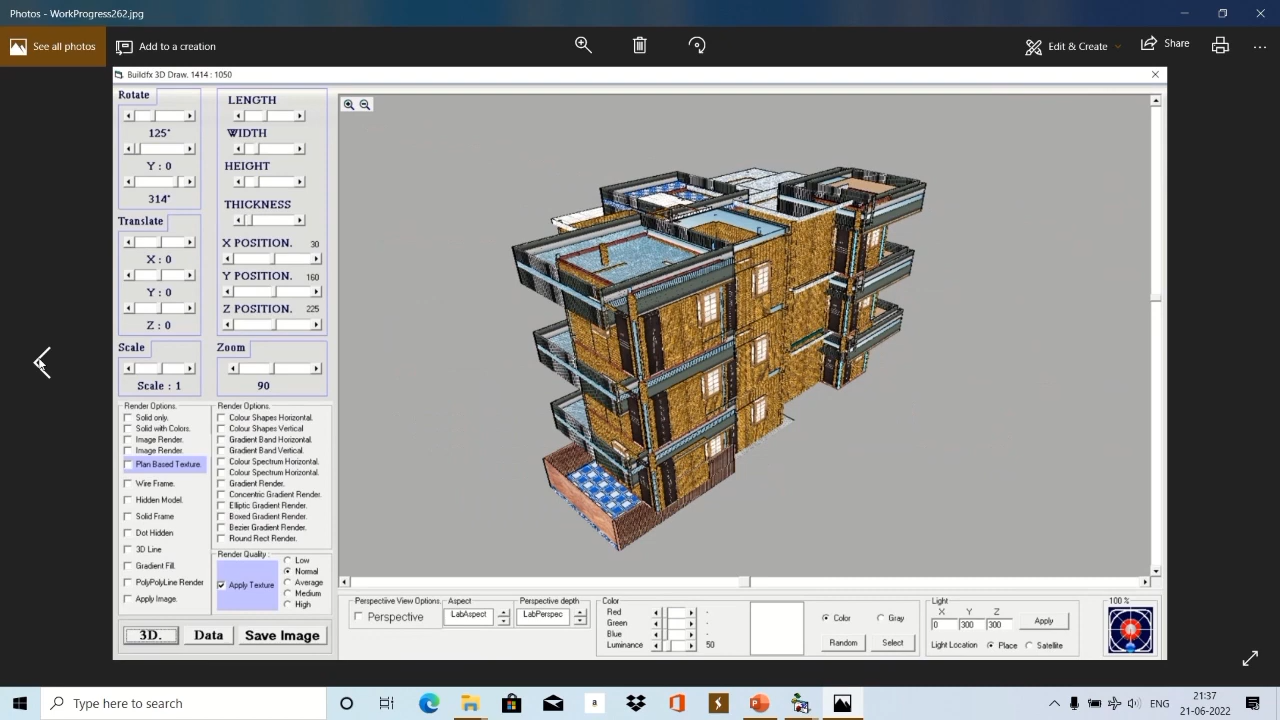 Photos - WorkProgress262.jpg
See all photos
Add to a creation
Edit & Create
Share
Buildfx 3D Draw. 1414 : 1050
Rotate
125°
Y : 0
314°
Translate
X : 0
Y : 0
Z : 0
Scale
Scale : 1
LENGTH
WIDTH
HEIGHT
THICKNESS
X POSITION. 30
Y POSITION. 160
Z POSITION. 225
Zoom
90
Render Options.
Solid only.
Solid with Colors.
Image Render.
Image Render.
Plan Based Texture.
Wire Frame.
Hidden Model.
Solid Frame
Dot Hidden
3D Line
Gradient Fill.
PolyPolyLine Render
Apply Image.
Render Options.
Colour Shapes Horizontal.
Colour Shapes Vertical
Gradient Band Horizontal.
Gradient Band Vertical.
Colour Spectrum Horizontal.
Colour Spectrum Horizontal.
Gradient Render.
Concentric Gradient Render.
Elliptic Gradient Render.
Boxed Gradient Render.
Bezier Gradient Render.
Round Rect Render.
Render Quality :
Apply Texture
Low
Normal
Average
Medium
High
3D.
Data
Save Image
Perspective View Options.
Perspective
Aspect
LabAspect
Perspective depth
LabPerspec
Color
Red
Green
Blue
Luminance
50
Color
Gray
Random
Select
Light
X Y Z
0 300 300
Apply
Light Location
Place
Satellite
100 %
Type here to search
a
ENG
21:37
21-06-2022